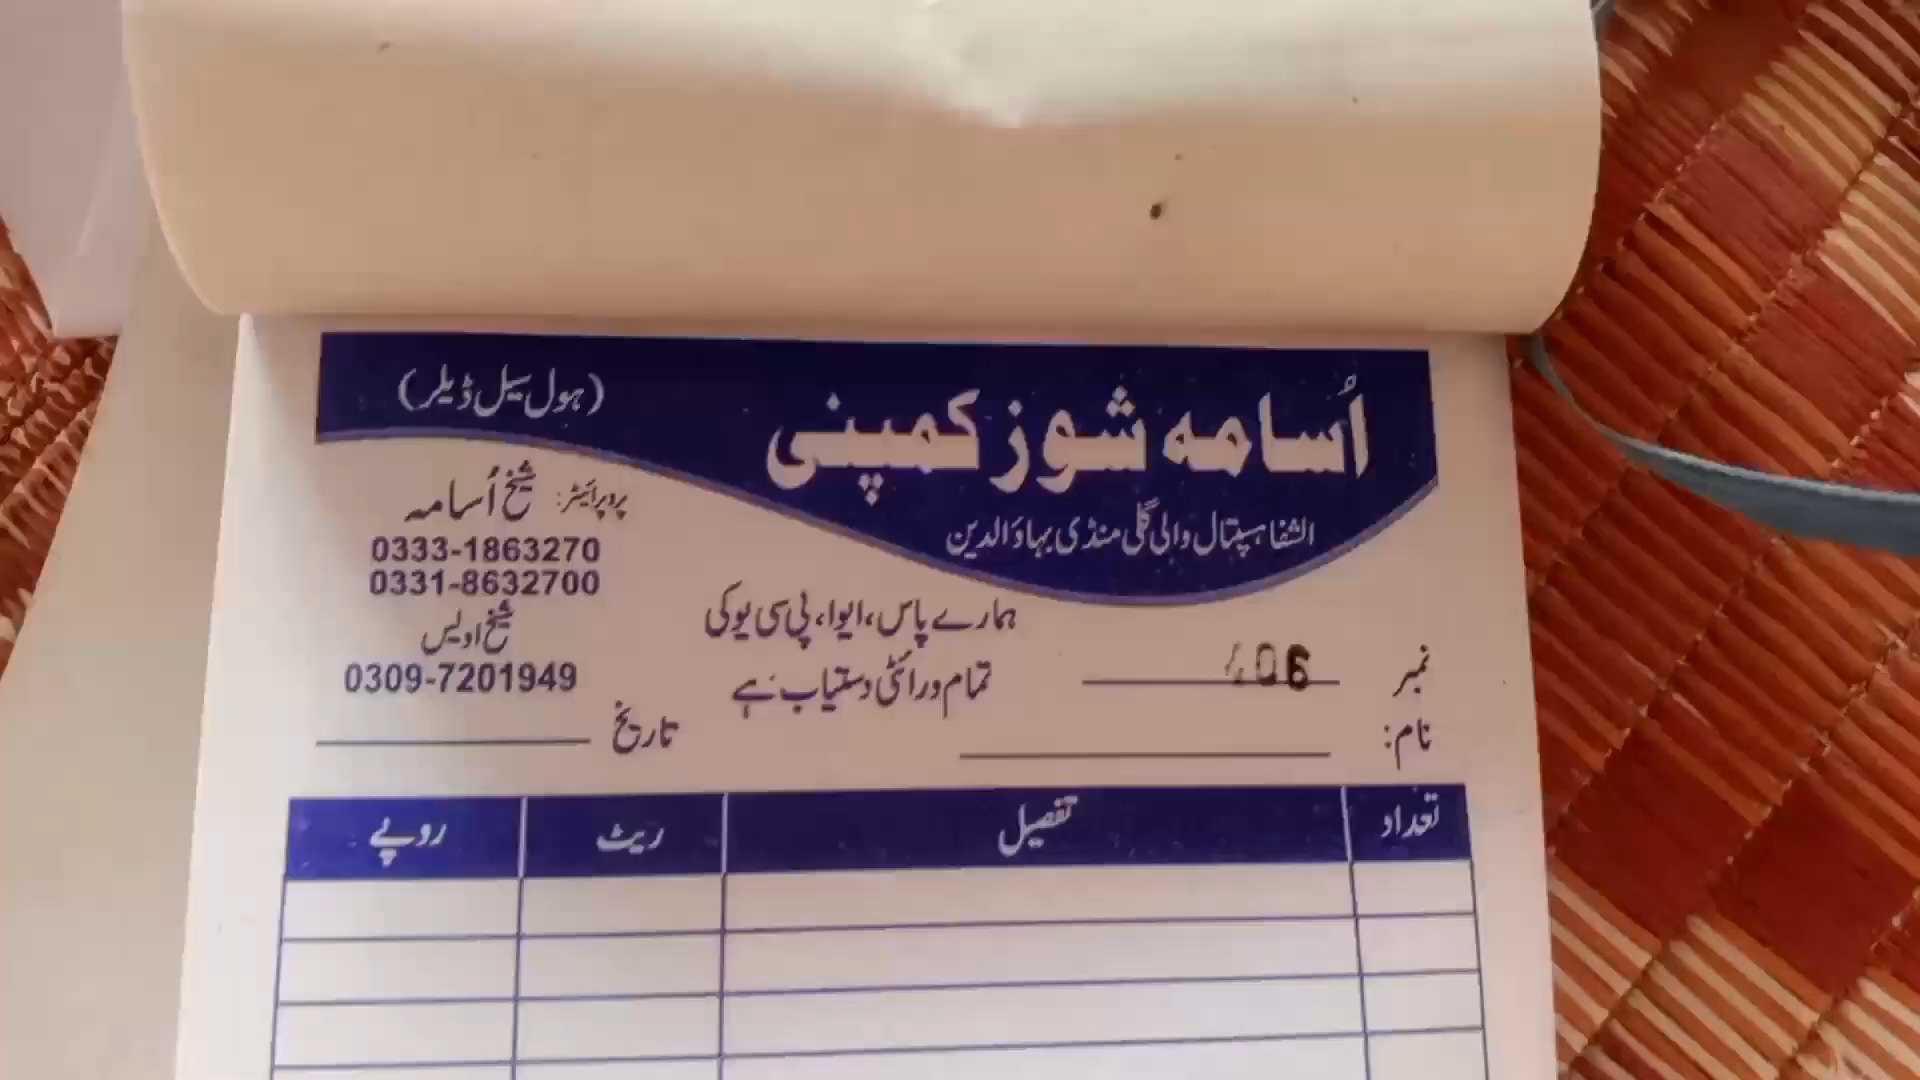 اُسامہ شوز کمپنی
(ہول سیل ڈیلر)
الشفا ہسپتال والی گلی منڈی بہاؤالدین
پروپرائیٹر: شیخ اُسامہ
0333-1863270
0331-8632700
شیخ اویس
0309-7201949
ہمارے پاس، ایوا، پی سی یو کی
تمام ورائٹی دستیاب ہے
نمبر 406
نام:
تاریخ
تعداد تفصیل ریٹ روپے